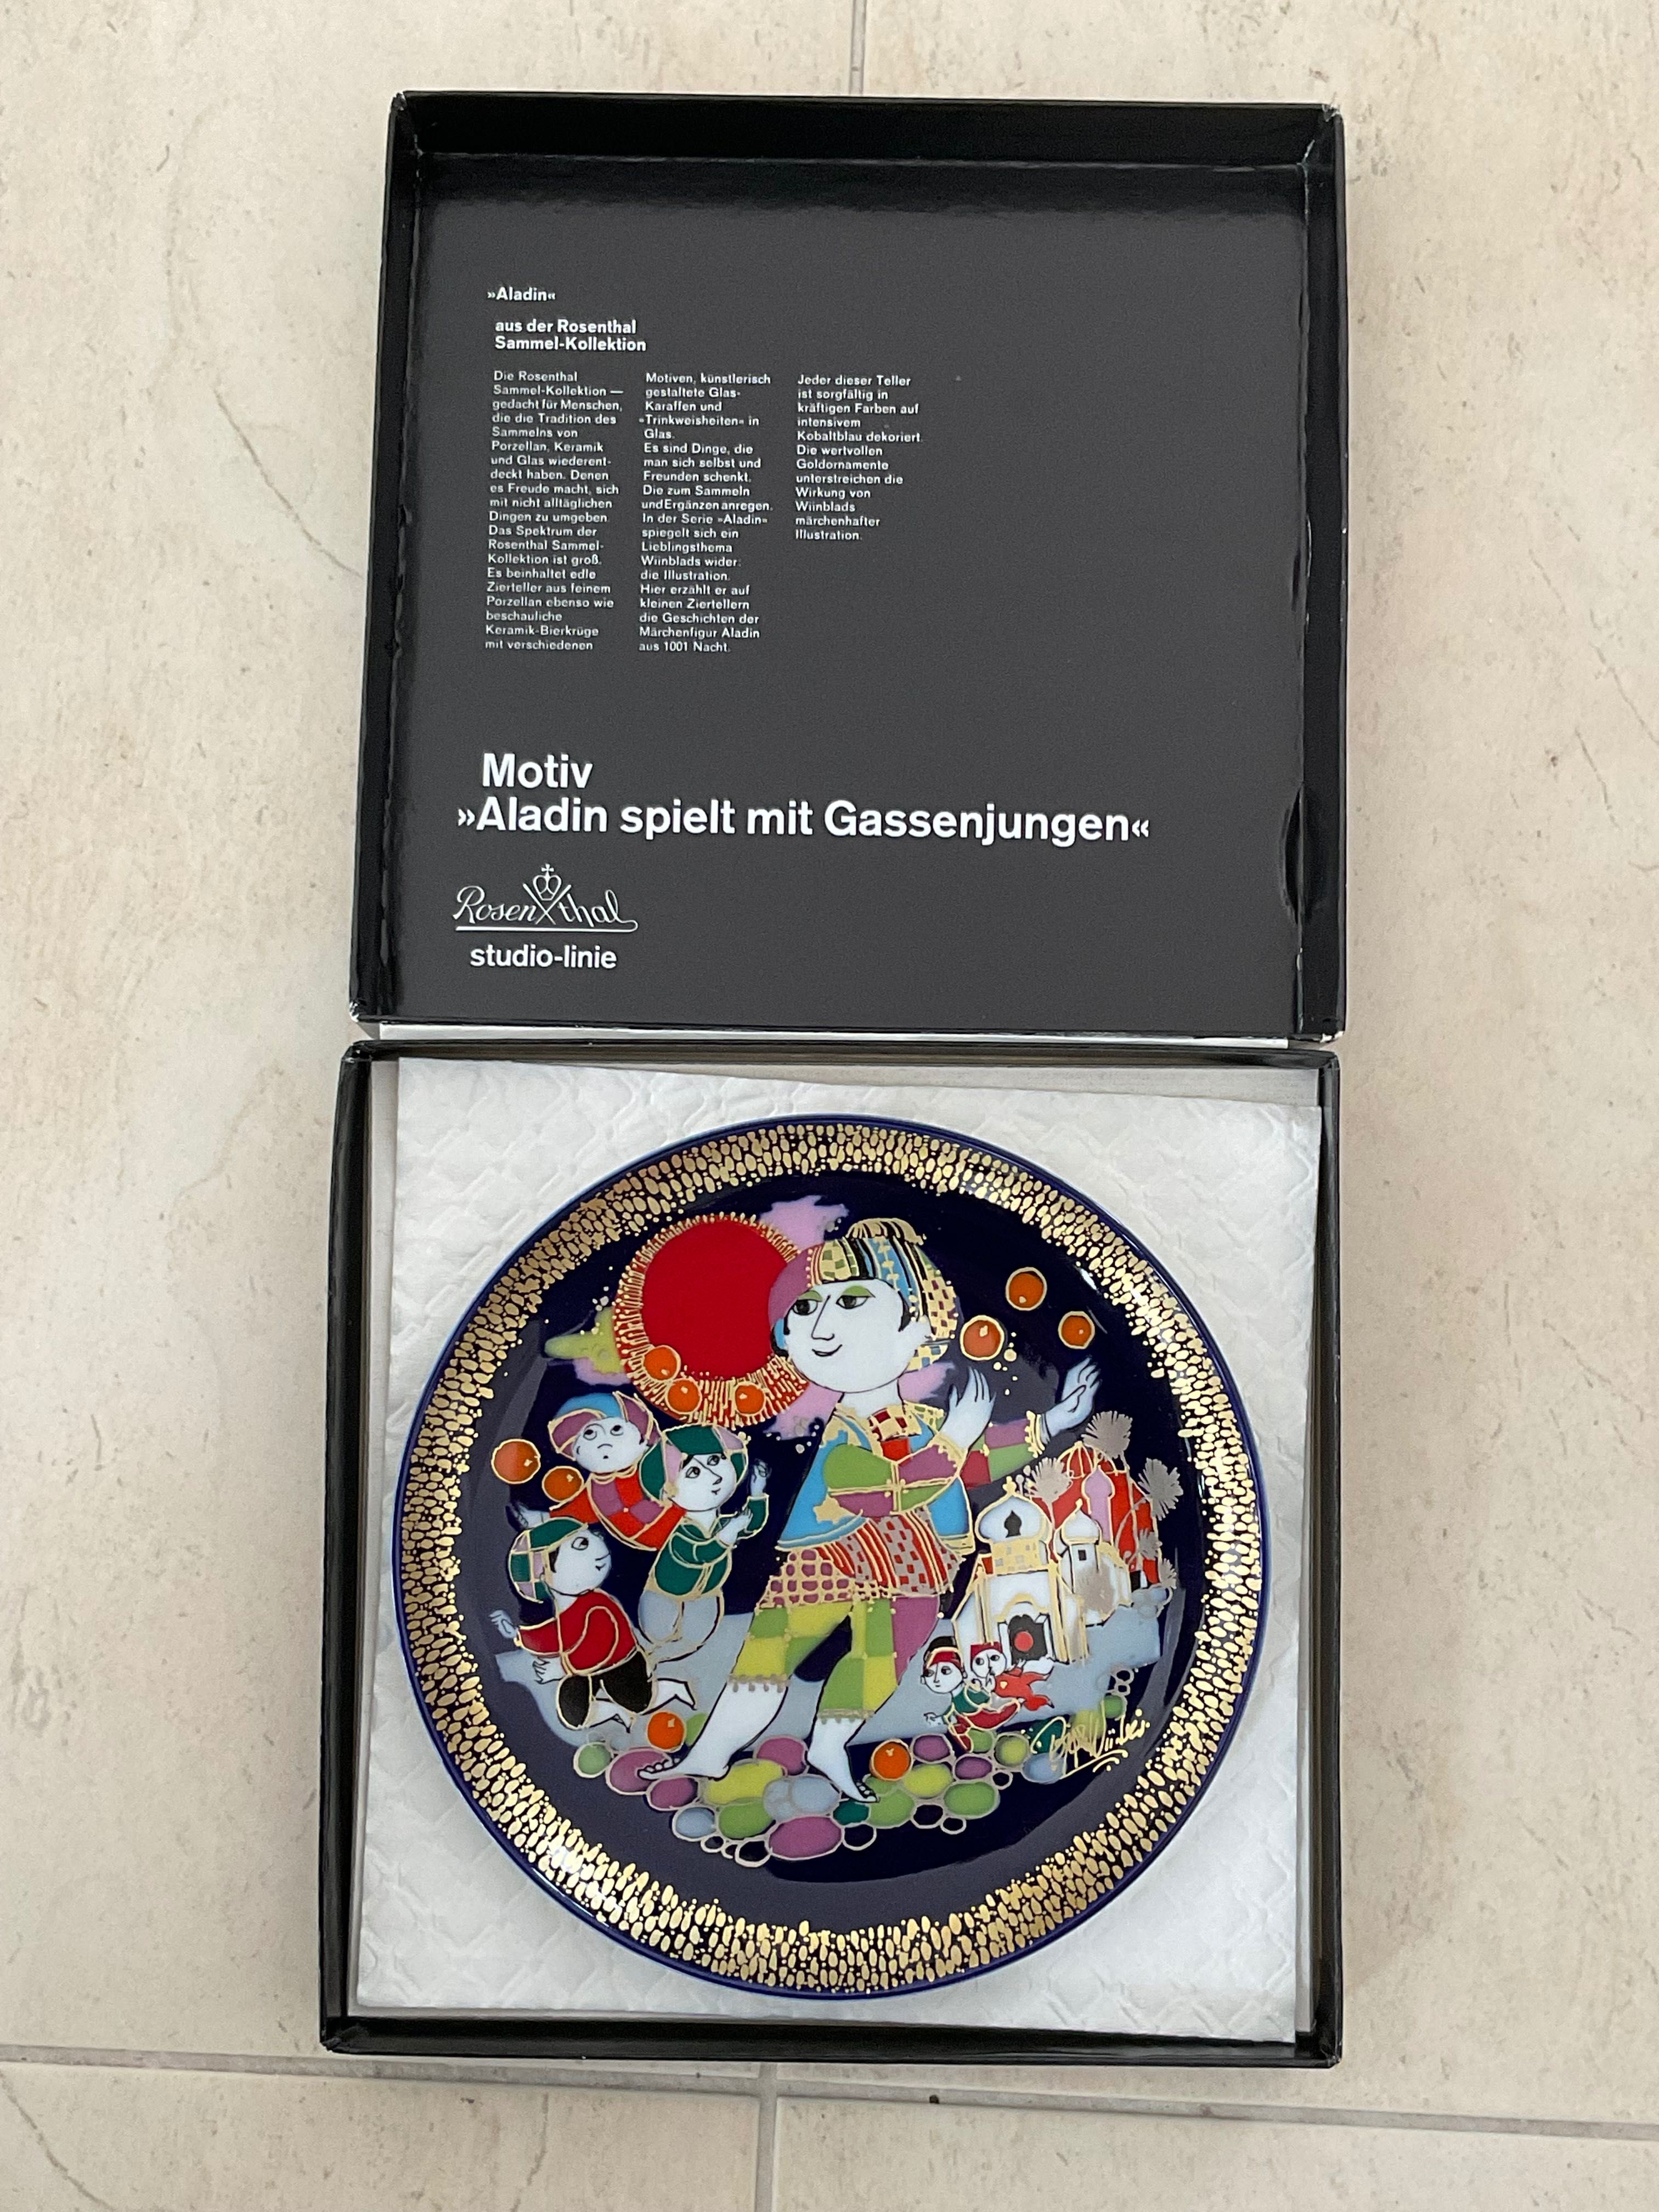 »Aladin«
aus der Rosenthal
Sammel-Kollektion
Die Rosenthal
Sammel-Kollektion —
gedacht für Menschen,
die die Tradition des
Sammelns von
Porzellan, Keramik
und Glas wiederent-
deckt haben. Denen
es Freude macht, sich
mit nicht alltäglichen
Dingen zu umgeben.
Das Spektrum der
Rosenthal Sammel-
Kollektion ist groß.
Es beinhaltet edle
Zierteller aus feinem
Porzellan ebenso wie
beschauliche
Keramik-Bierkrüge
mit verschiedenen
Motiven, künstlerisch
gestaltete Glas-
Karaffen und
»Trinkweisheiten« in
Glas.
Es sind Dinge, die
man sich selbst und
Freunden schenkt.
Die zum Sammeln
und Ergänzen anregen.
In der Serie »Aladin«
spiegelt sich ein
Lieblingsthema
Wiinblads wider:
die Illustration.
Hier erzählt er auf
kleinen Ziertellern
die Geschichten der
Märchenfigur Aladin
aus 1001 Nacht.
Jeder dieser Teller
ist sorgfältig in
kräftigen Farben auf
intensivem
Kobaltblau dekoriert.
Die wertvollen
Goldornamente
unterstreichen die
Wirkung von
Wiinblads
märchenhafter
Illustration.
Motiv
»Aladin spielt mit Gassenjungen«
Rosenthal
studio-linie